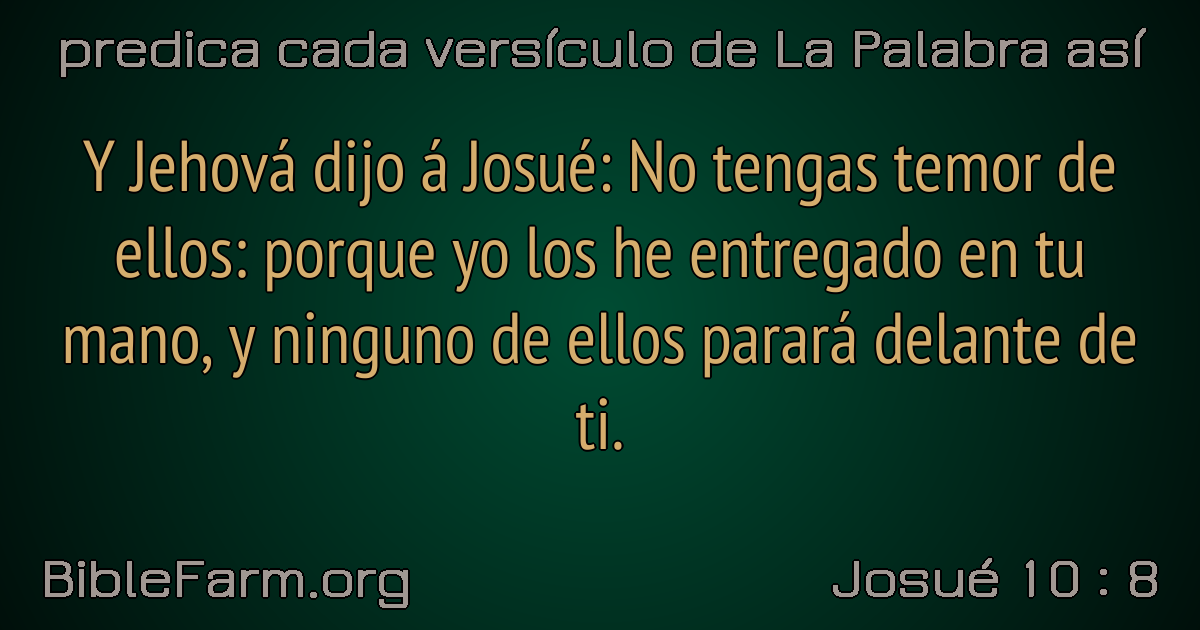 predica cada versículo de La Palabra así
Y Jehová dijo á Josué: No tengas temor de
ellos: porque yo los he entregado en tu
mano, y ninguno de ellos parará delante de
ti.
BibleFarm.org
Josué 10 : 8